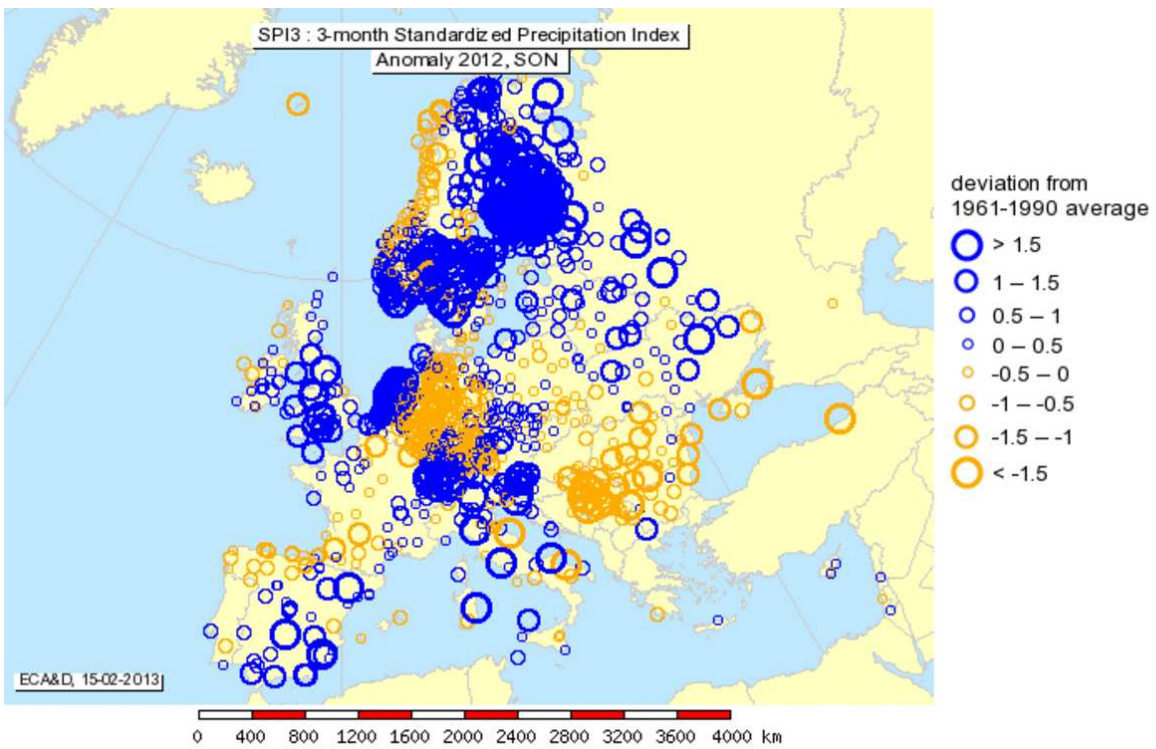 SPI3 : 3-month Standardized Precipitation Index
Anomaly 2012, SON
deviation from
1961-1990 average
> 1.5
1 – 1.5
0.5 – 1
0 – 0.5
-0.5 – 0
-1 – -0.5
-1.5 – -1
< -1.5
ECA&D, 15-02-2013
0 400 800 1200 1600 2000 2400 2800 3200 3600 4000 km